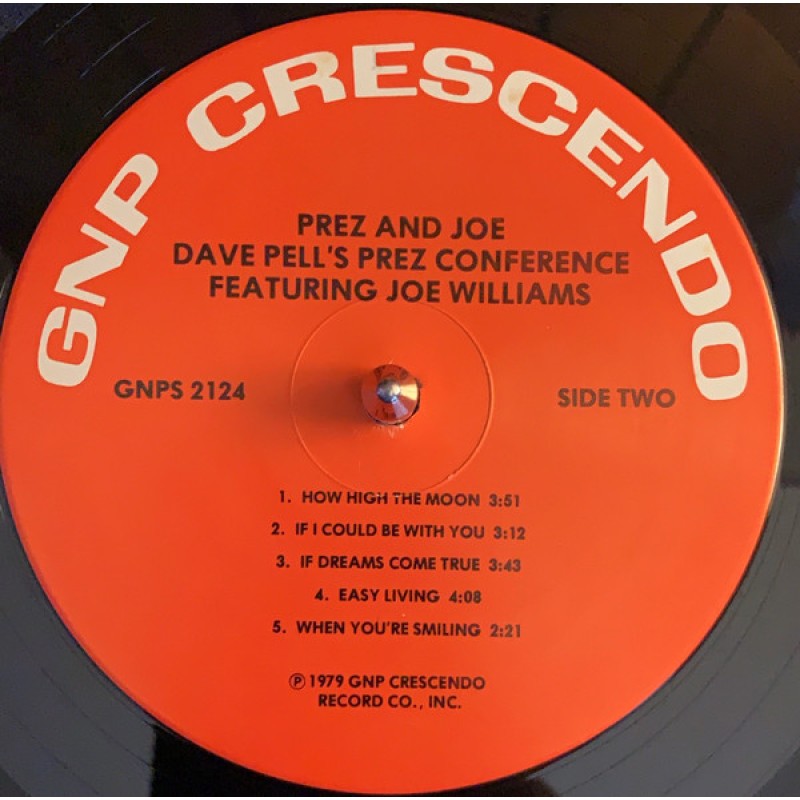 GNP CRESCENDO
PREZ AND JOE
DAVE PELL'S PREZ CONFERENCE
FEATURING JOE WILLIAMS
GNPS 2124
SIDE TWO
1. HOW HIGH THE MOON 3:51
2. IF I COULD BE WITH YOU 3:12
3. IF DREAMS COME TRUE 3:43
4. EASY LIVING 4:08
5. WHEN YOU'RE SMILING 2:21
℗ 1979 GNP CRESCENDO
RECORD CO., INC.